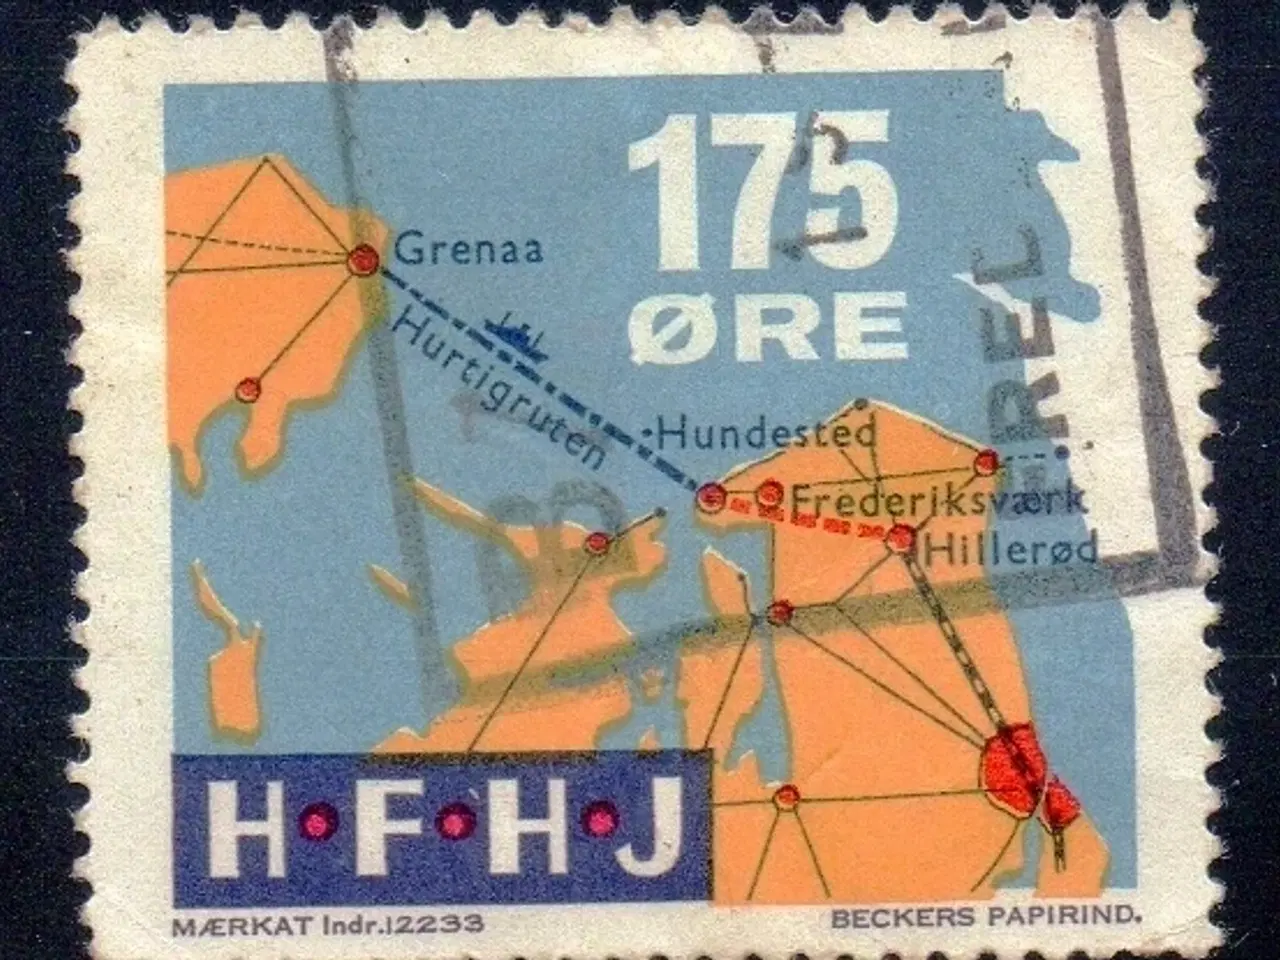 175
ØRE
Grenaa
Hurtigruten
Hundested
Frederiksværk
Hillerød
H·F·H·J
MÆRKAT Indr.12233
BECKERS PAPIRIND.